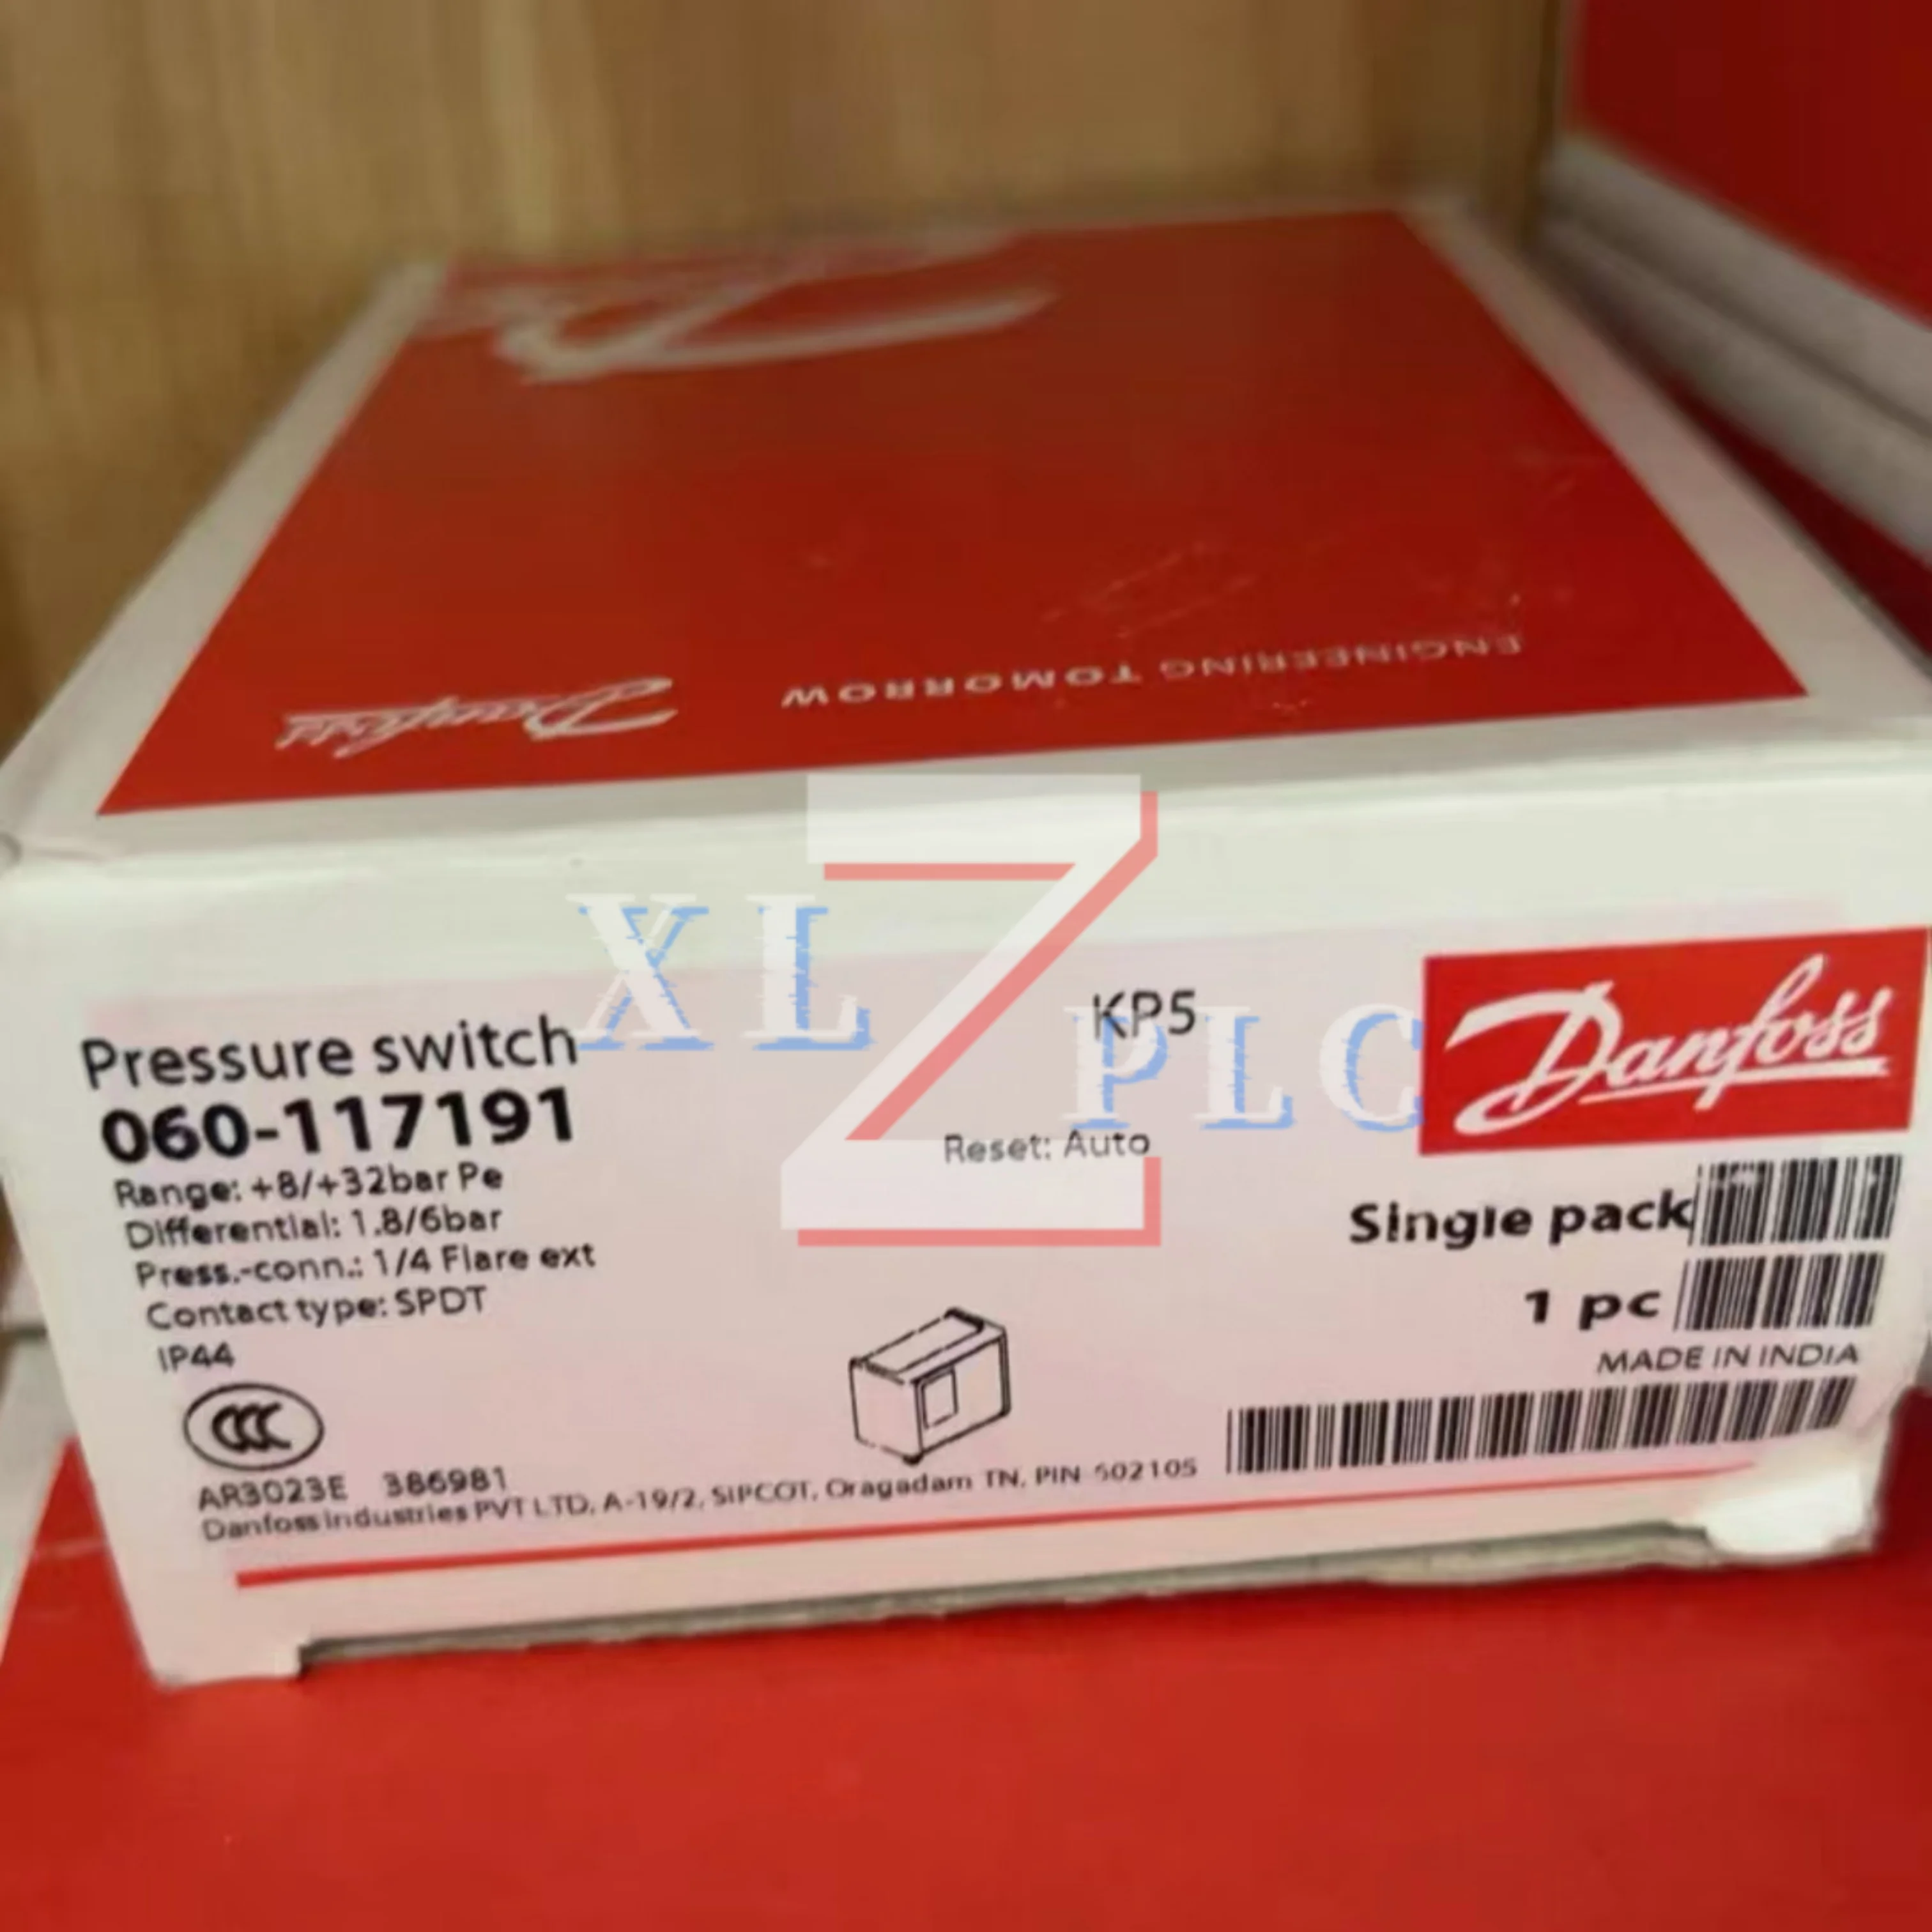 Danfoss
ENGINEERING TOMORROW
XLZPLC
Pressure switch
KP5
Danfoss
060-117191
Reset: Auto
Range: +8/+32bar Pe
Differential: 1.8/6bar
Press.-conn.: 1/4 Flare ext
Contact type: SPDT
IP44
Single pack
1 pc
MADE IN INDIA
CCC
AR3023E 386981
Danfoss Industries PVT LTD, A-19/2, SIPCOT, Oragadam TN, PIN 602105